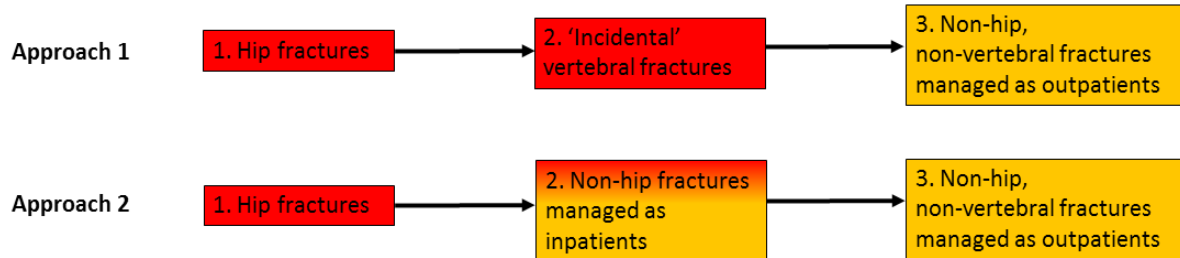 Approach 1
1. Hip fractures
2. ‘Incidental’
vertebral fractures
3. Non-hip,
non-vertebral fractures
managed as outpatients
Approach 2
1. Hip fractures
2. Non-hip fractures
managed as
inpatients
3. Non-hip,
non-vertebral fractures
managed as outpatients